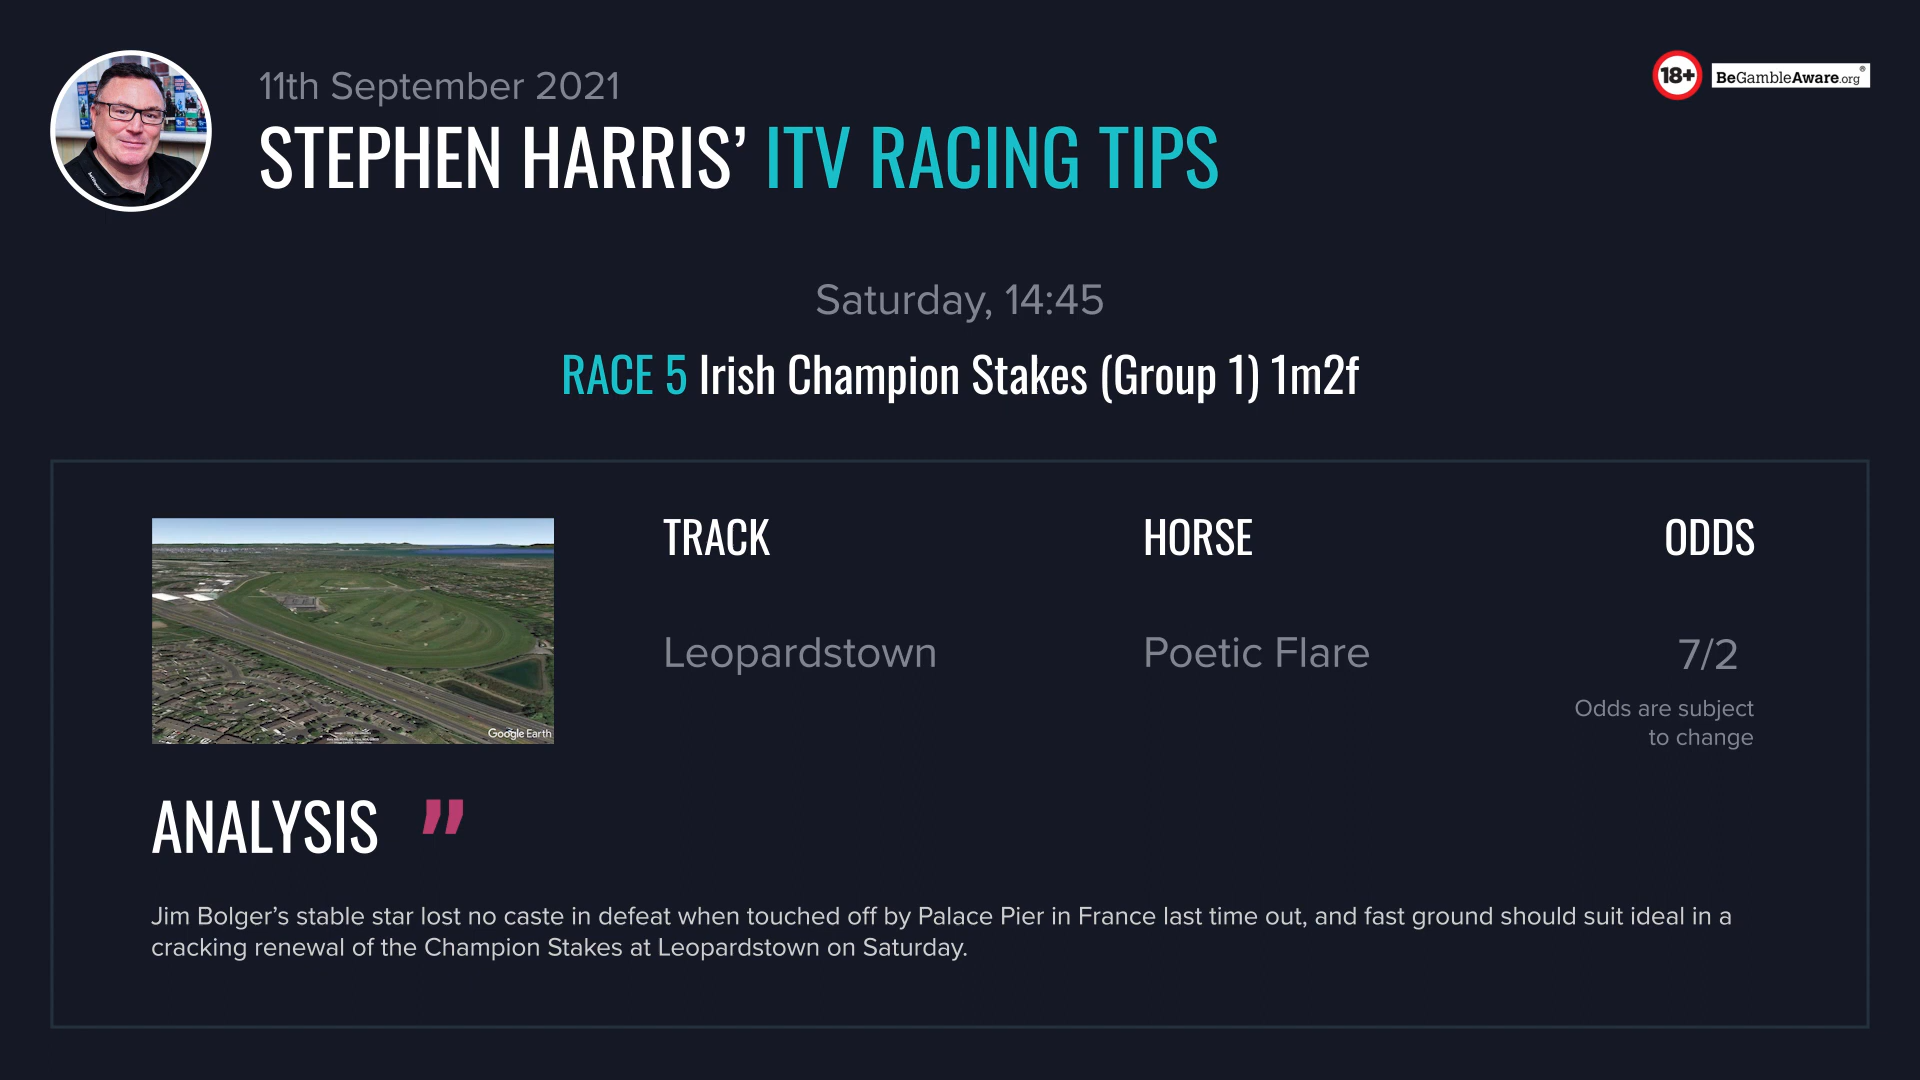 11th September 2021
STEPHEN HARRIS’ ITV RACING TIPS
18+
BeGambleAware.org®
Saturday, 14:45
RACE 5 Irish Champion Stakes (Group 1) 1m2f
TRACK
HORSE
ODDS
Leopardstown
Poetic Flare
7/2
Odds are subject
to change
Google Earth
ANALYSIS ”
Jim Bolger’s stable star lost no caste in defeat when touched off by Palace Pier in France last time out, and fast ground should suit ideal in a
cracking renewal of the Champion Stakes at Leopardstown on Saturday.